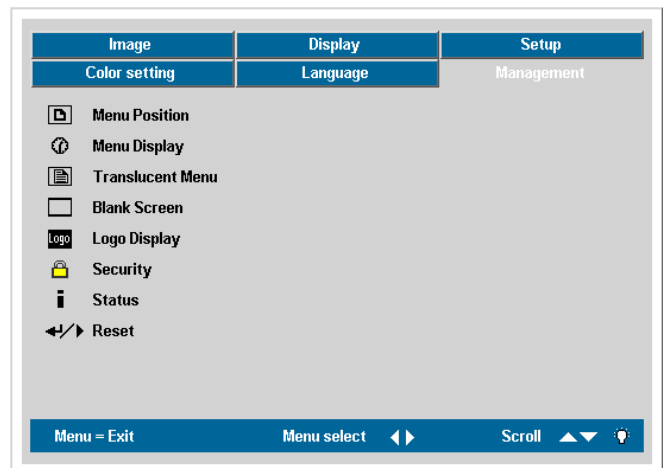 Image Display Setup
Color setting Language Management
Menu Position
Menu Display
Translucent Menu
Blank Screen
Logo Logo Display
Security
i Status
Reset
Menu = Exit Menu select Scroll